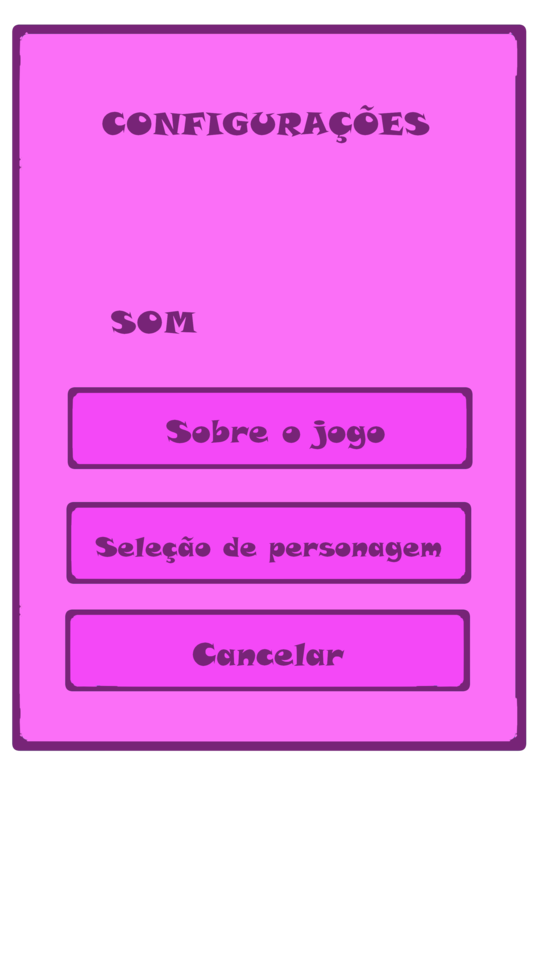 CONFIGURAÇÕES
SOM
Sobre o jogo
Seleção de personagem
Cancelar